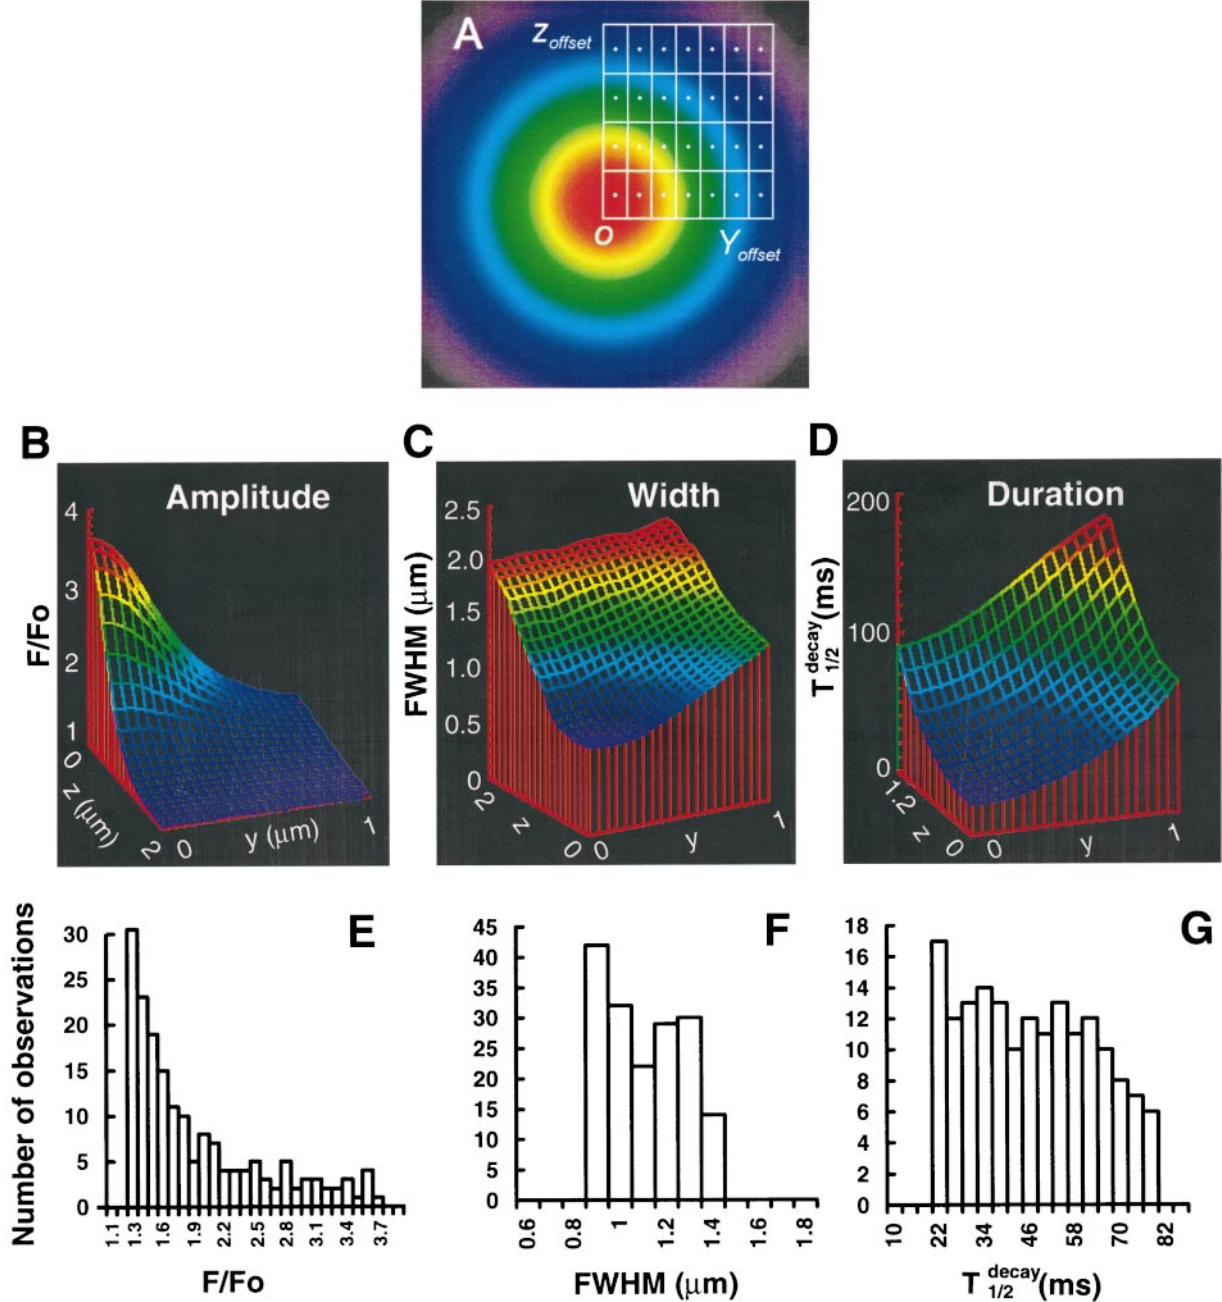 A
Z offset
O
Y offset
B
Amplitude
4
3
2
1
F/Fo
0
z (μm)
2
0
y (μm)
1
C
Width
2.5
2.0
1.5
1.0
0.5
0
FWHM (μm)
2
z
0
0
y
1
D
Duration
200
100
0
T 1/2 decay (ms)
1.2
z
0
0
y
1
E
Number of observations
30
25
20
15
10
5
0
1.1 1.3 1.6 1.9 2.2 2.5 2.8 3.1 3.4 3.7
F/Fo
F
45
40
35
30
25
20
15
10
5
0
0.6 0.8 1 1.2 1.4 1.6 1.8
FWHM (μm)
G
18
16
14
12
10
8
6
4
2
0
10 22 34 46 58 70 82
T 1/2 decay (ms)